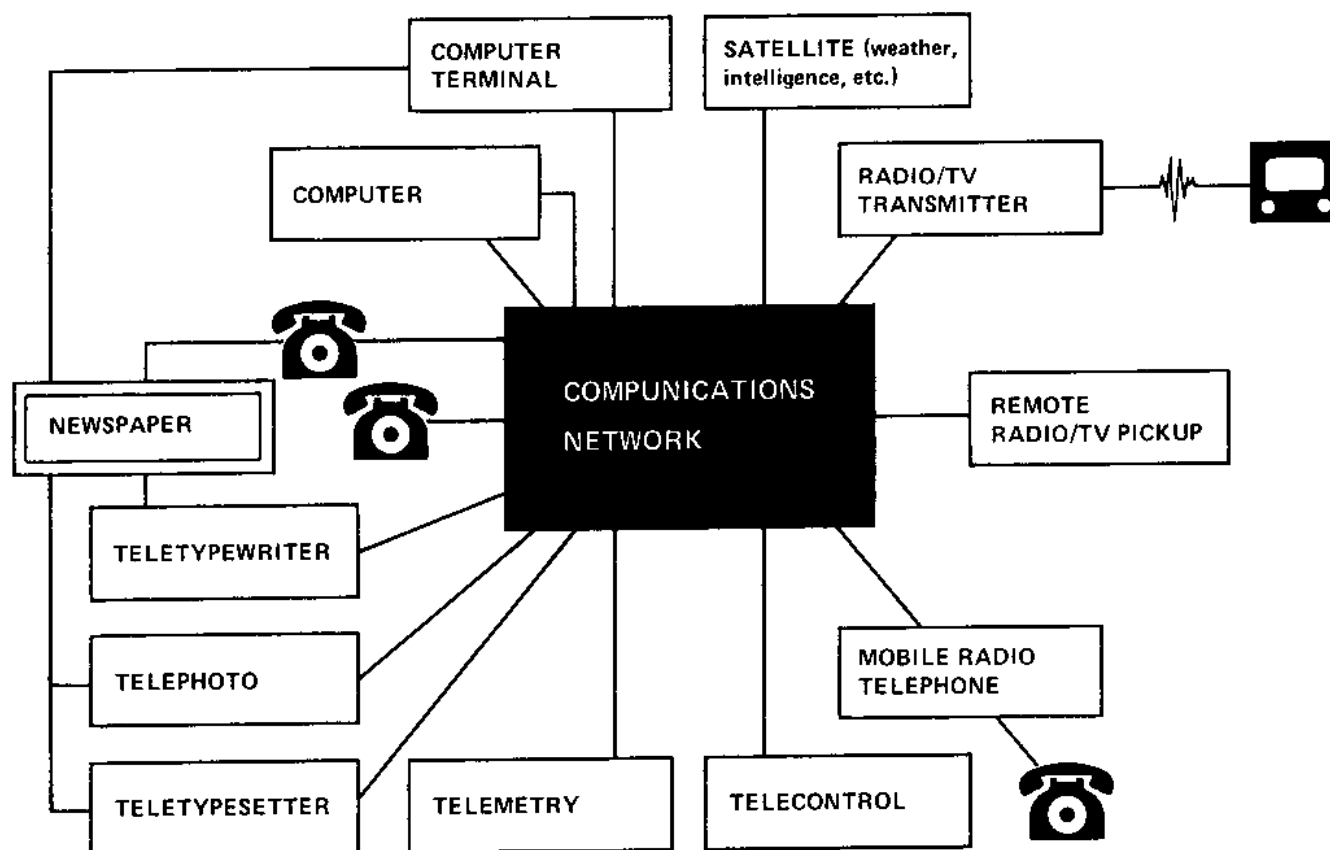 COMPUTER
TERMINAL
SATELLITE (weather,
intelligence, etc.)
COMPUTER
RADIO/TV
TRANSMITTER
COMPUNICATIONS
NETWORK
NEWSPAPER
REMOTE
RADIO/TV PICKUP
TELETYPEWRITER
TELEPHOTO
MOBILE RADIO
TELEPHONE
TELETYPESETTER
TELEMETRY
TELECONTROL